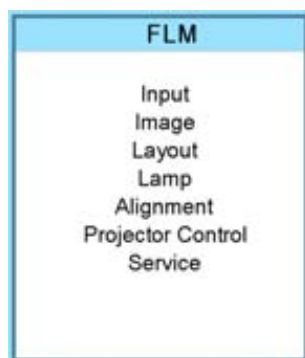 FLM
Input
Image
Layout
Lamp
Alignment
Projector Control
Service